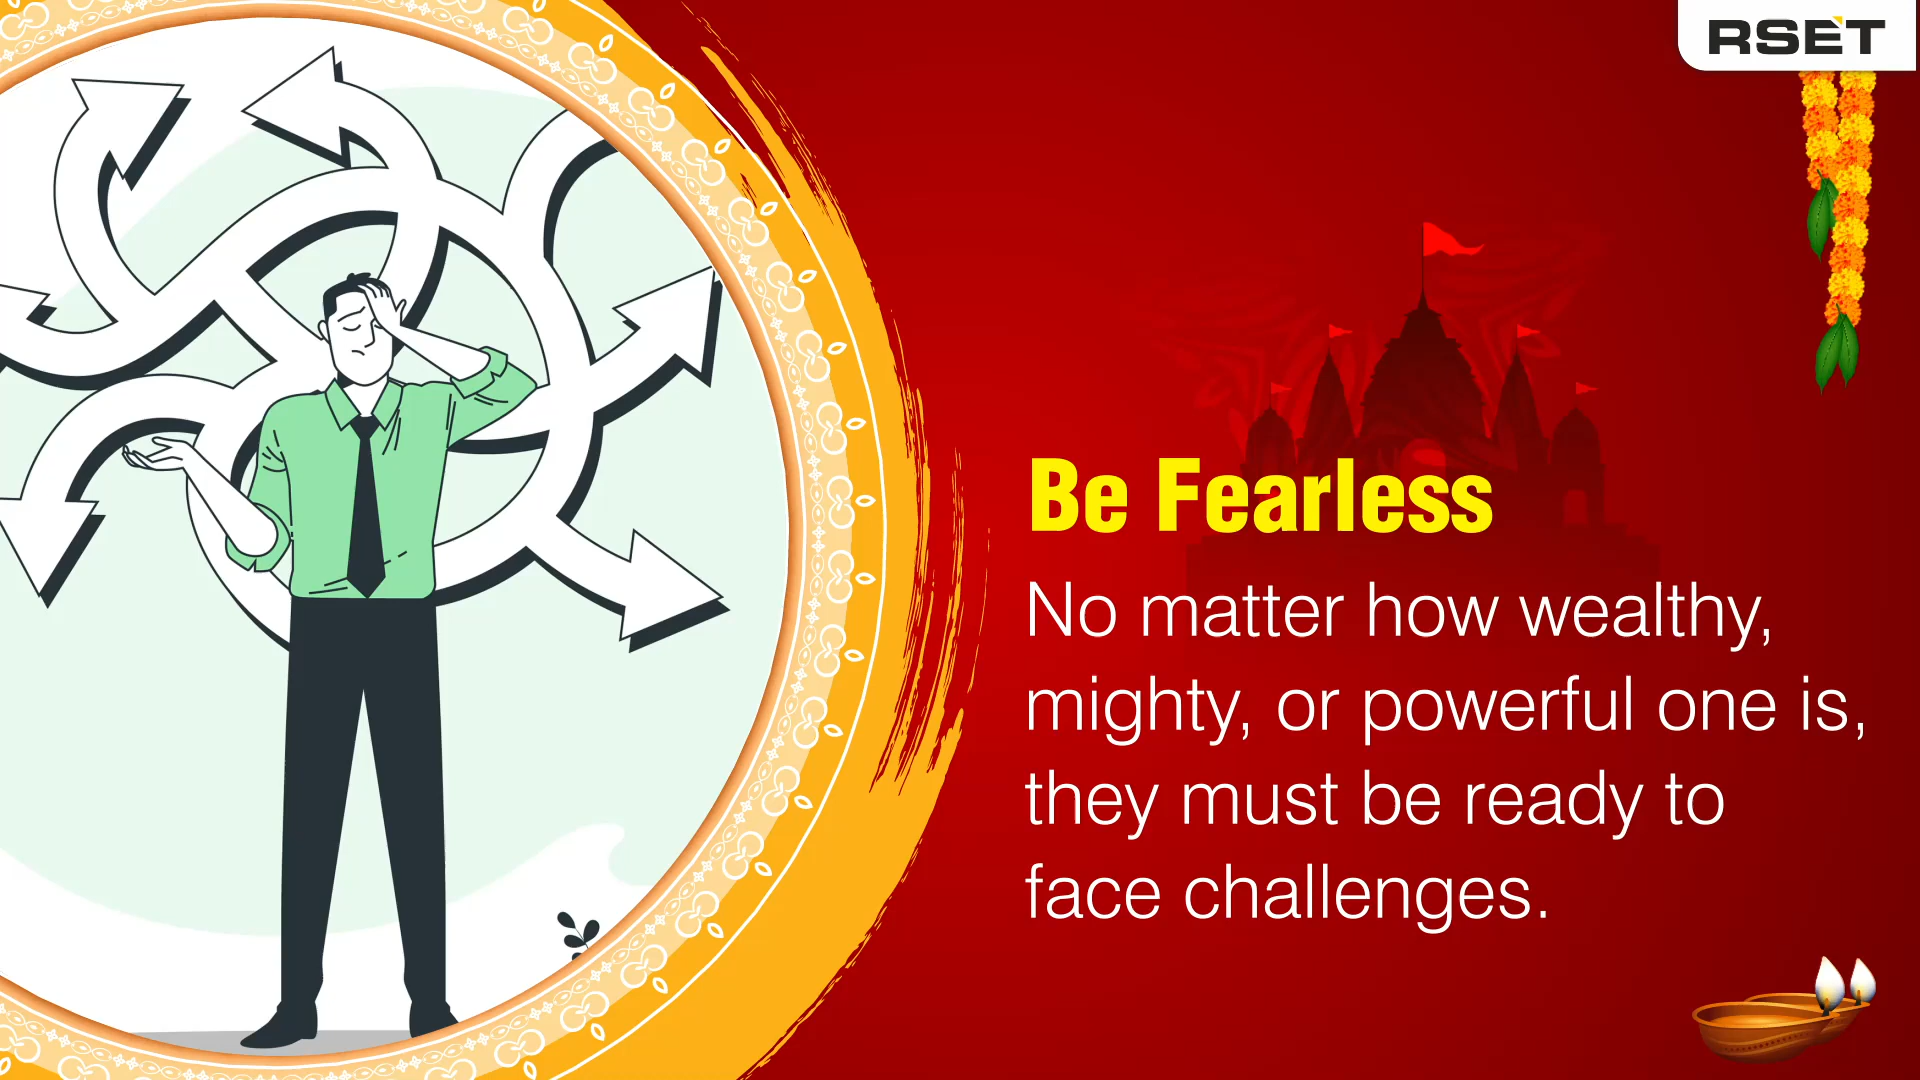 RSET
Be Fearless
No matter how wealthy,
mighty, or powerful one is,
they must be ready to
face challenges.